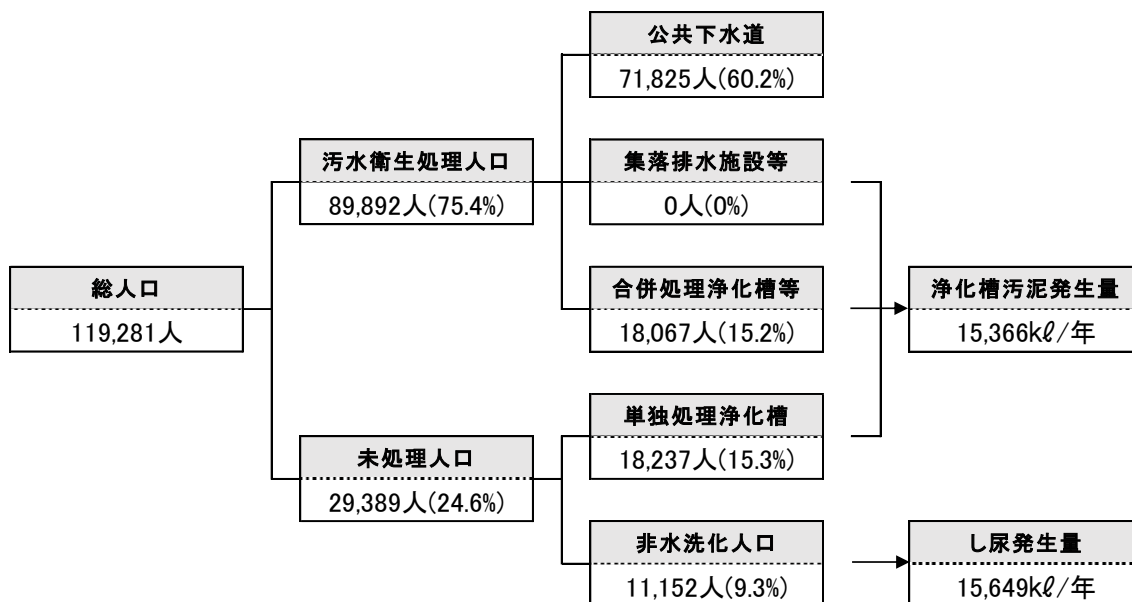 公共下水道
71,825人(60.2%)
汚水衛生処理人口
89,892人(75.4%)
集落排水施設等
0人(0%)
総人口
119,281人
合併処理浄化槽等
18,067人(15.2%)
浄化槽汚泥発生量
15,366kℓ/年
未処理人口
29,389人(24.6%)
単独処理浄化槽
18,237人(15.3%)
非水洗化人口
11,152人(9.3%)
し尿発生量
15,649kℓ/年